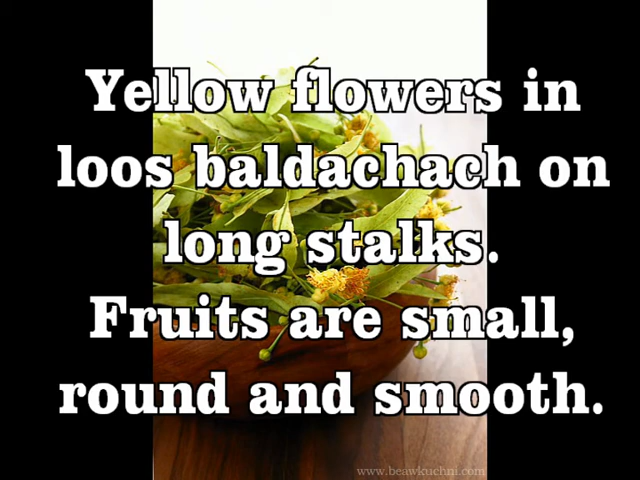 Yellow flowers in
loos baldachach on
long stalks.
Fruits are small,
round and smooth.
www.beawkuchni.com